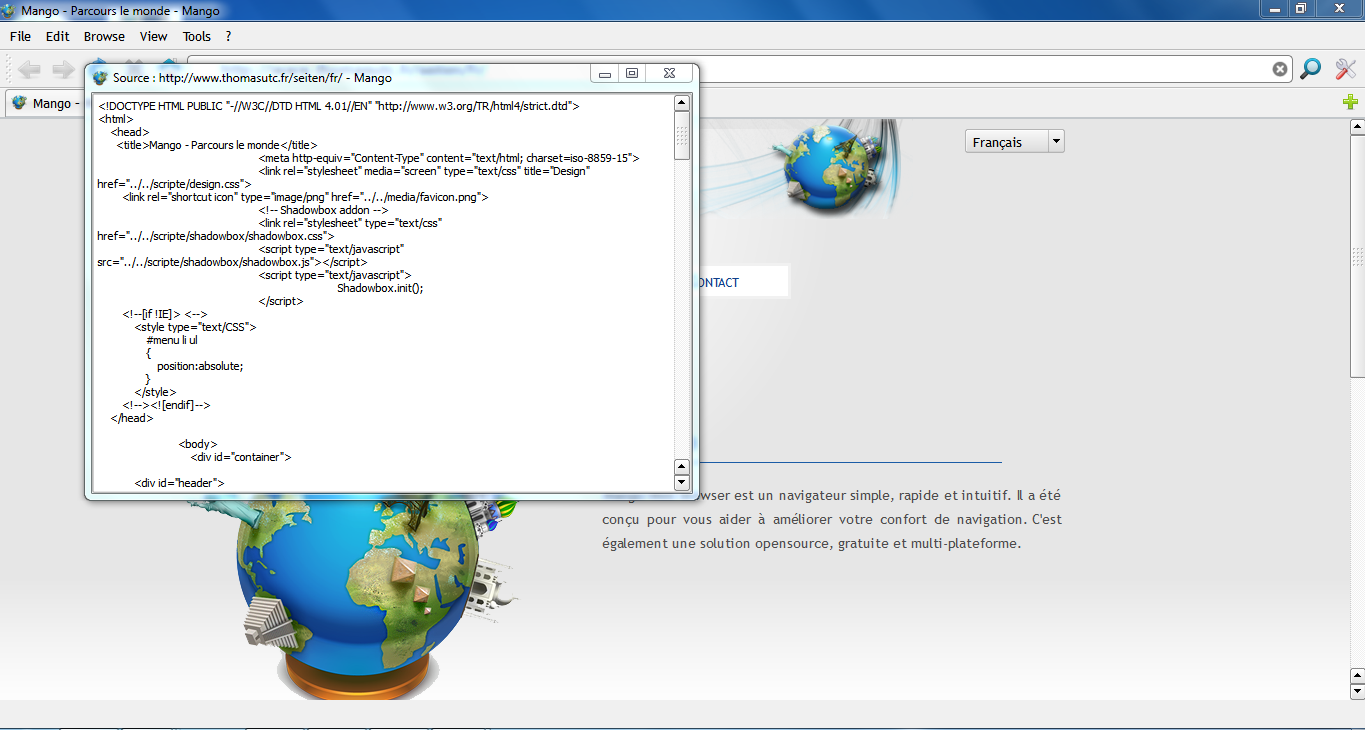 Mango - Parcours le monde - Mango
File Edit Browse View Tools ?
Mango -
Source : http://www.thomasutc.fr/seiten/fr/ - Mango
<!DOCTYPE HTML PUBLIC "-//W3C//DTD HTML 4.01//EN" "http://www.w3.org/TR/html4/strict.dtd">
<html>
<head>
<title>Mango - Parcours le monde</title>
<meta http-equiv="Content-Type" content="text/html; charset=iso-8859-15">
<link rel="stylesheet" media="screen" type="text/css" title="Design"
href="../../scripte/design.css">
<link rel="shortcut icon" type="image/png" href="../../media/favicon.png">
<!-- Shadowbox addon -->
<link rel="stylesheet" type="text/css"
href="../../scripte/shadowbox/shadowbox.css">
<script type="text/javascript"
src="../../scripte/shadowbox/shadowbox.js"></script>
<script type="text/javascript">
Shadowbox.init();
</script>
<!--[if !IE]> <-->
<style type="text/CSS">
#menu li ul
{
position:absolute;
}
</style>
<!--><![endif]-->
</head>
<body>
<div id="container">
<div id="header">
Français
ONTACT
wser est un navigateur simple, rapide et intuitif. Il a été
conçu pour vous aider à améliorer votre confort de navigation. C'est
également une solution opensource, gratuite et multi-plateforme.